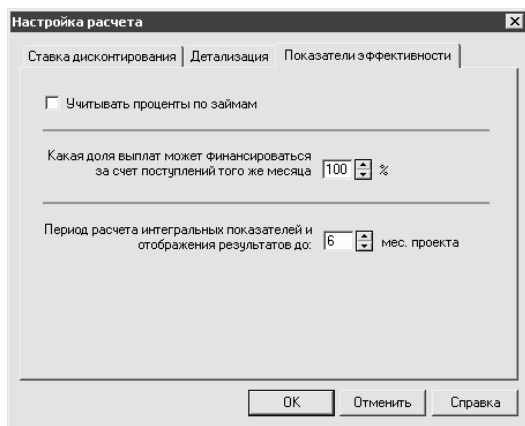 Настройка расчета
Ставка дисконтирования Детализация Показатели эффективности
Учитывать проценты по займам
Какая доля выплат может финансироваться
за счет поступлений того же месяца 100 %
Период расчета интегральных показателей и
отображения результатов до: 6 мес. проекта
OK Отменить Справка